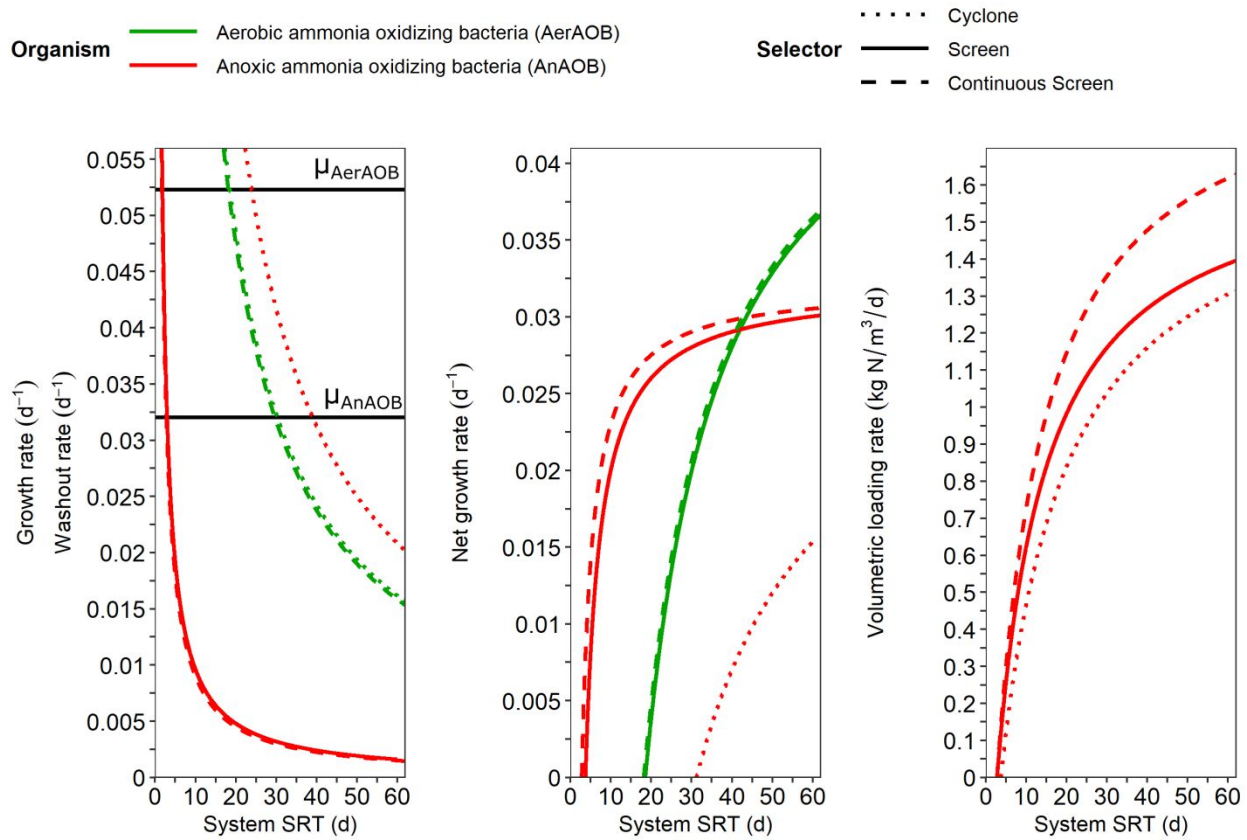 Organism
Aerobic ammonia oxidizing bacteria (AerAOB)
Anoxic ammonia oxidizing bacteria (AnAOB)
Selector
Cyclone
Screen
Continuous Screen
Growth rate (d⁻¹)
Washout rate (d⁻¹)
0.055
0.05
0.045
0.04
0.035
0.03
0.025
0.02
0.015
0.01
0.005
0
μAerAOB
μAnAOB
0 10 20 30 40 50 60
System SRT (d)
Net growth rate (d⁻¹)
0.04
0.035
0.03
0.025
0.02
0.015
0.01
0.005
0
0 10 20 30 40 50 60
System SRT (d)
Volumetric loading rate (kg N/m³/d)
1.6
1.5
1.4
1.3
1.2
1.1
1
0.9
0.8
0.7
0.6
0.5
0.4
0.3
0.2
0.1
0
0 10 20 30 40 50 60
System SRT (d)